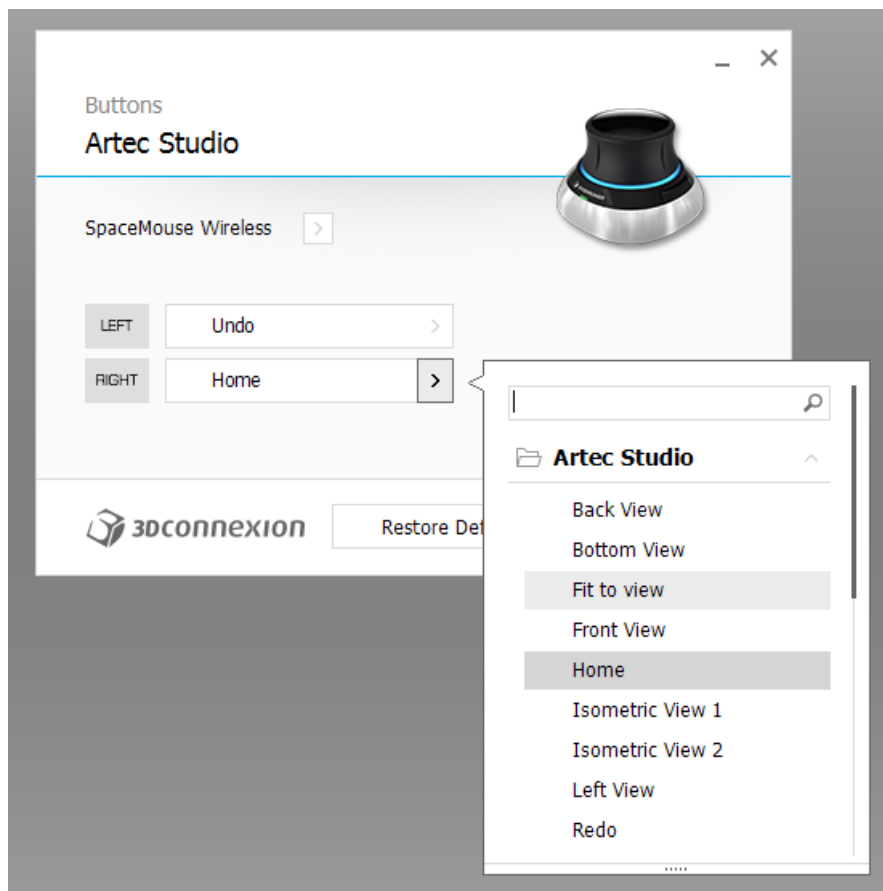 Buttons
Artec Studio
SpaceMouse Wireless
LEFT Undo
RIGHT Home
3Dconnexion
Restore Def
Artec Studio
Back View
Bottom View
Fit to view
Front View
Home
Isometric View 1
Isometric View 2
Left View
Redo